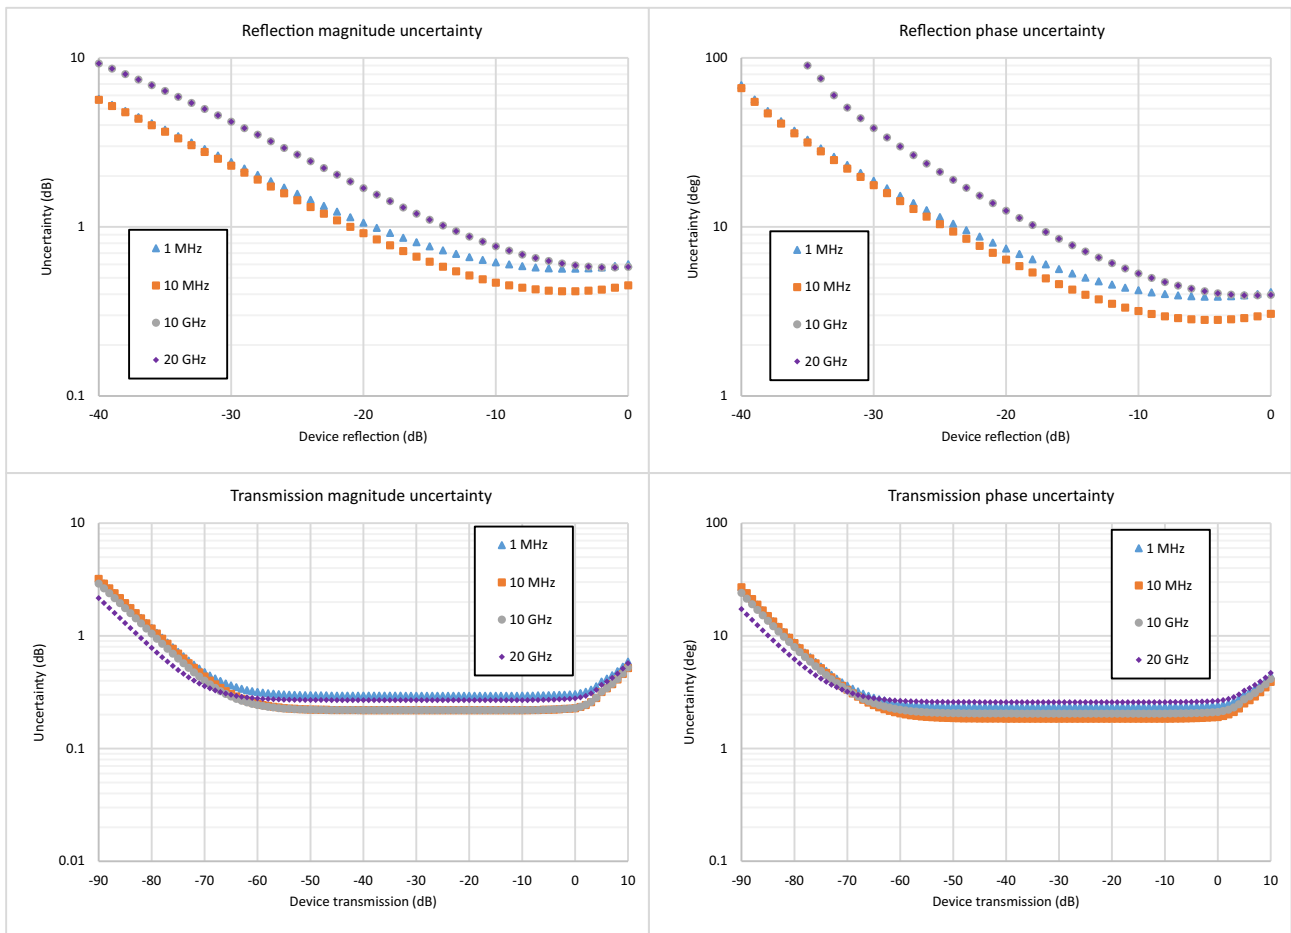 Reflection magnitude uncertainty
10
1
0.1
Uncertainty (dB)
1 MHz
10 MHz
10 GHz
20 GHz
-40 -30 -20 -10 0
Device reflection (dB)
Reflection phase uncertainty
100
10
1
Uncertainty (deg)
1 MHz
10 MHz
10 GHz
20 GHz
-40 -30 -20 -10 0
Device reflection (dB)
Transmission magnitude uncertainty
10
1
0.1
0.01
Uncertainty (dB)
1 MHz
10 MHz
10 GHz
20 GHz
-90 -80 -70 -60 -50 -40 -30 -20 -10 0 10
Device transmission (dB)
Transmission phase uncertainty
100
10
1
0.1
Uncertainty (deg)
1 MHz
10 MHz
10 GHz
20 GHz
-90 -80 -70 -60 -50 -40 -30 -20 -10 0 10
Device transmission (dB)